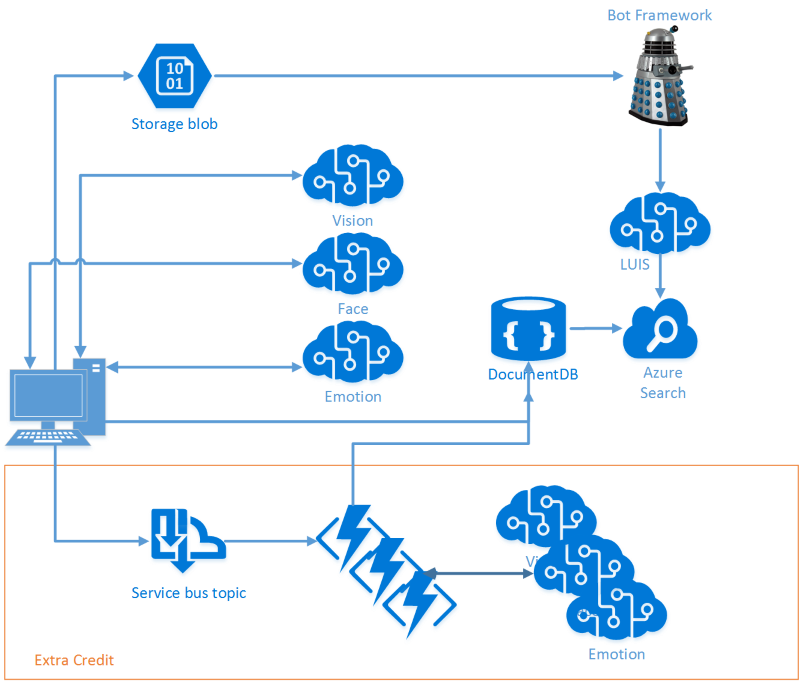 Bot Framework
10
01
Storage blob
Vision
Face
LUIS
Emotion
{ }
DocumentDB
Azure
Search
Service bus topic
Emotion
Extra Credit